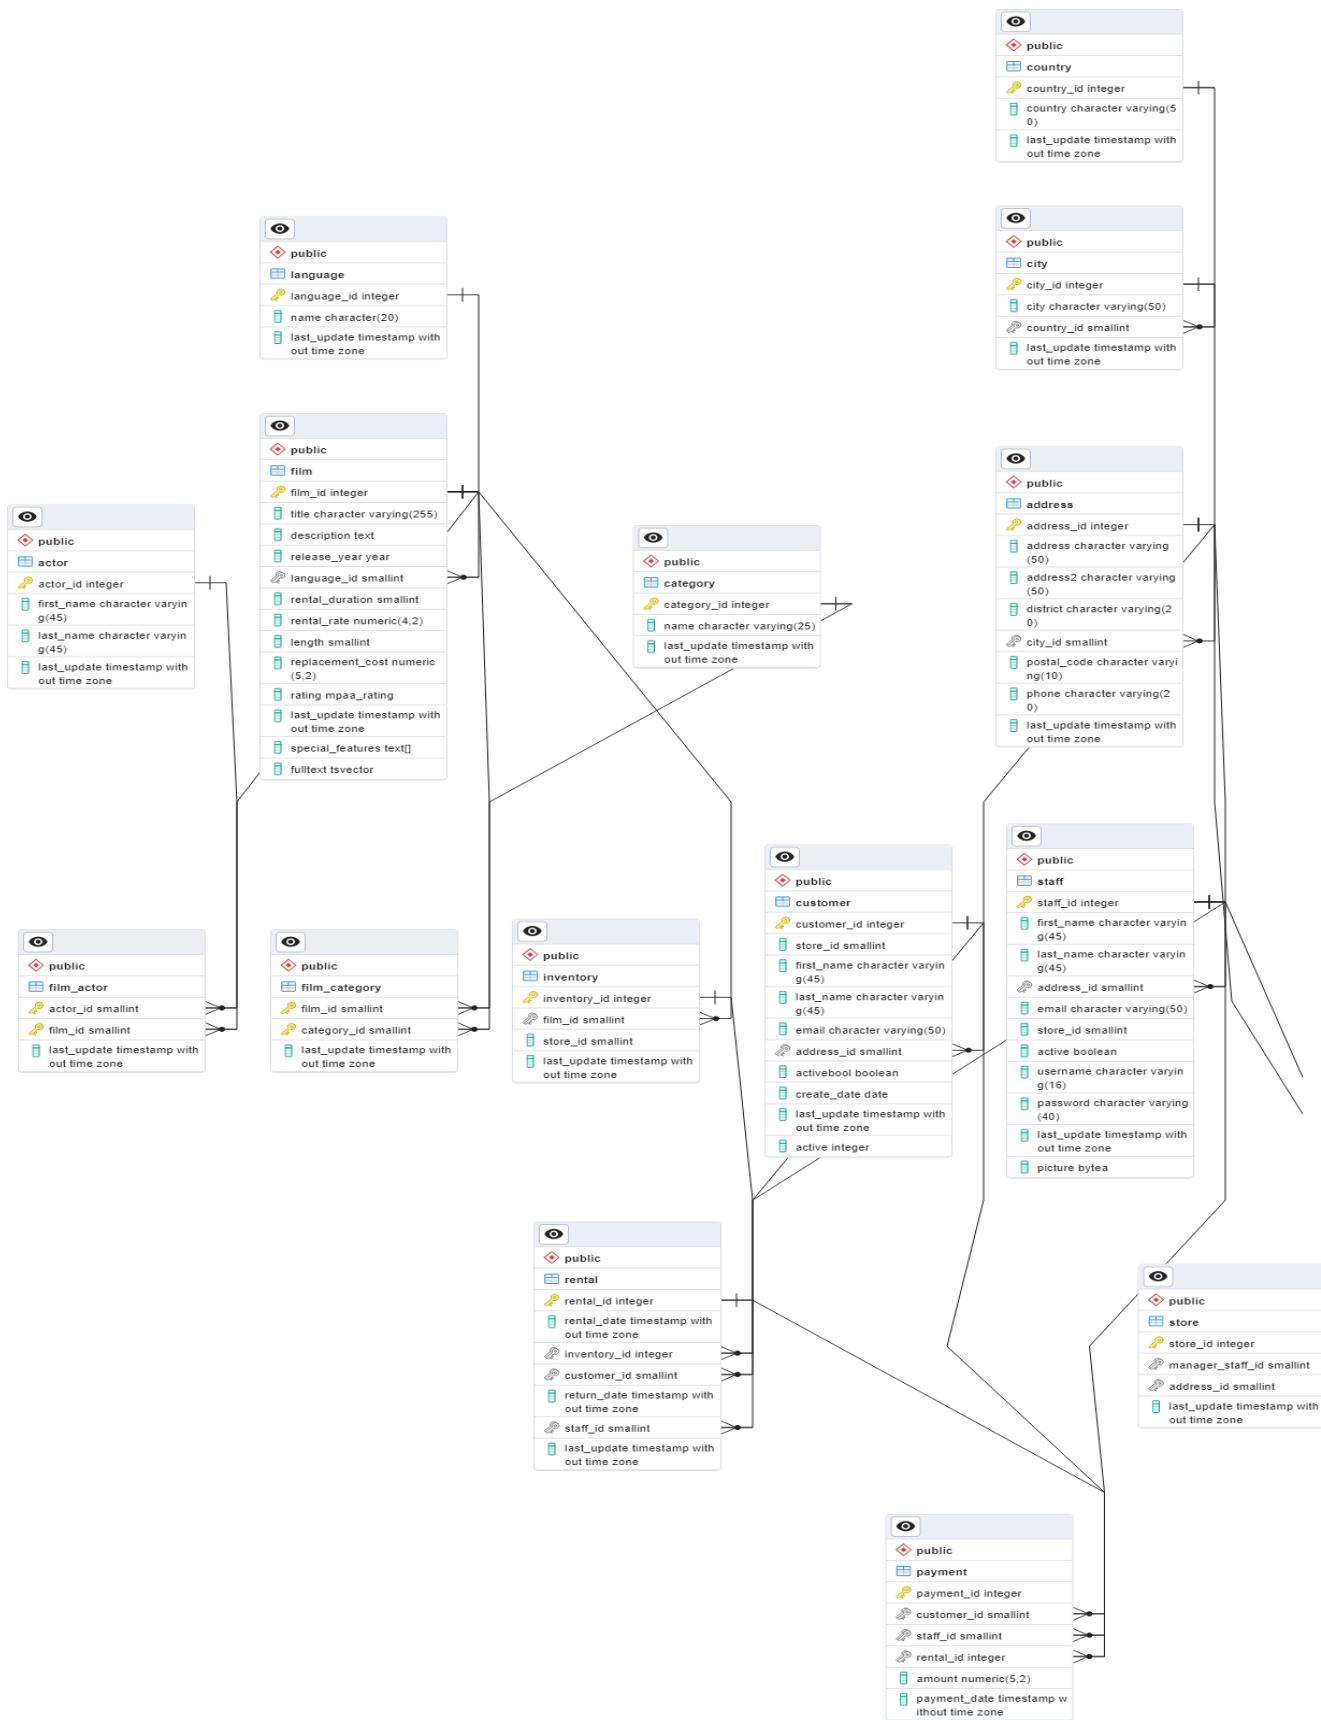 public
country
country_id integer
country character varying(5
0)
last_update timestamp with
out time zone
public
city
city_id integer
city character varying(50)
country_id smallint
last_update timestamp with
out time zone
public
language
language_id integer
name character(20)
last_update timestamp with
out time zone
public
film
film_id integer
title character varying(255)
description text
release_year year
language_id smallint
rental_duration smallint
rental_rate numeric(4,2)
length smallint
replacement_cost numeric
(5,2)
rating mpaa_rating
last_update timestamp with
out time zone
special_features text[]
fulltext tsvector
public
actor
actor_id integer
first_name character varyin
g(45)
last_name character varyin
g(45)
last_update timestamp with
out time zone
public
category
category_id integer
name character varying(25)
last_update timestamp with
out time zone
public
address
address_id integer
address character varying
(50)
address2 character varying
(50)
district character varying(2
0)
city_id smallint
postal_code character varyi
ng(10)
phone character varying(2
0)
last_update timestamp with
out time zone
public
film_actor
actor_id smallint
film_id smallint
last_update timestamp with
out time zone
public
film_category
film_id smallint
category_id smallint
last_update timestamp with
out time zone
public
inventory
inventory_id integer
film_id smallint
store_id smallint
last_update timestamp with
out time zone
public
customer
customer_id integer
store_id smallint
first_name character varyin
g(45)
last_name character varyin
g(45)
email character varying(50)
address_id smallint
activebool boolean
create_date date
last_update timestamp with
out time zone
active integer
public
staff
staff_id integer
first_name character varyin
g(45)
last_name character varyin
g(45)
address_id smallint
email character varying(50)
store_id smallint
active boolean
username character varyin
g(16)
password character varying
(40)
last_update timestamp with
out time zone
picture bytea
public
rental
rental_id integer
rental_date timestamp with
out time zone
inventory_id integer
customer_id smallint
return_date timestamp with
out time zone
staff_id smallint
last_update timestamp with
out time zone
public
store
store_id integer
manager_staff_id smallint
address_id smallint
last_update timestamp with
out time zone
public
payment
payment_id integer
customer_id smallint
staff_id smallint
rental_id integer
amount numeric(5,2)
payment_date timestamp w
ithout time zone